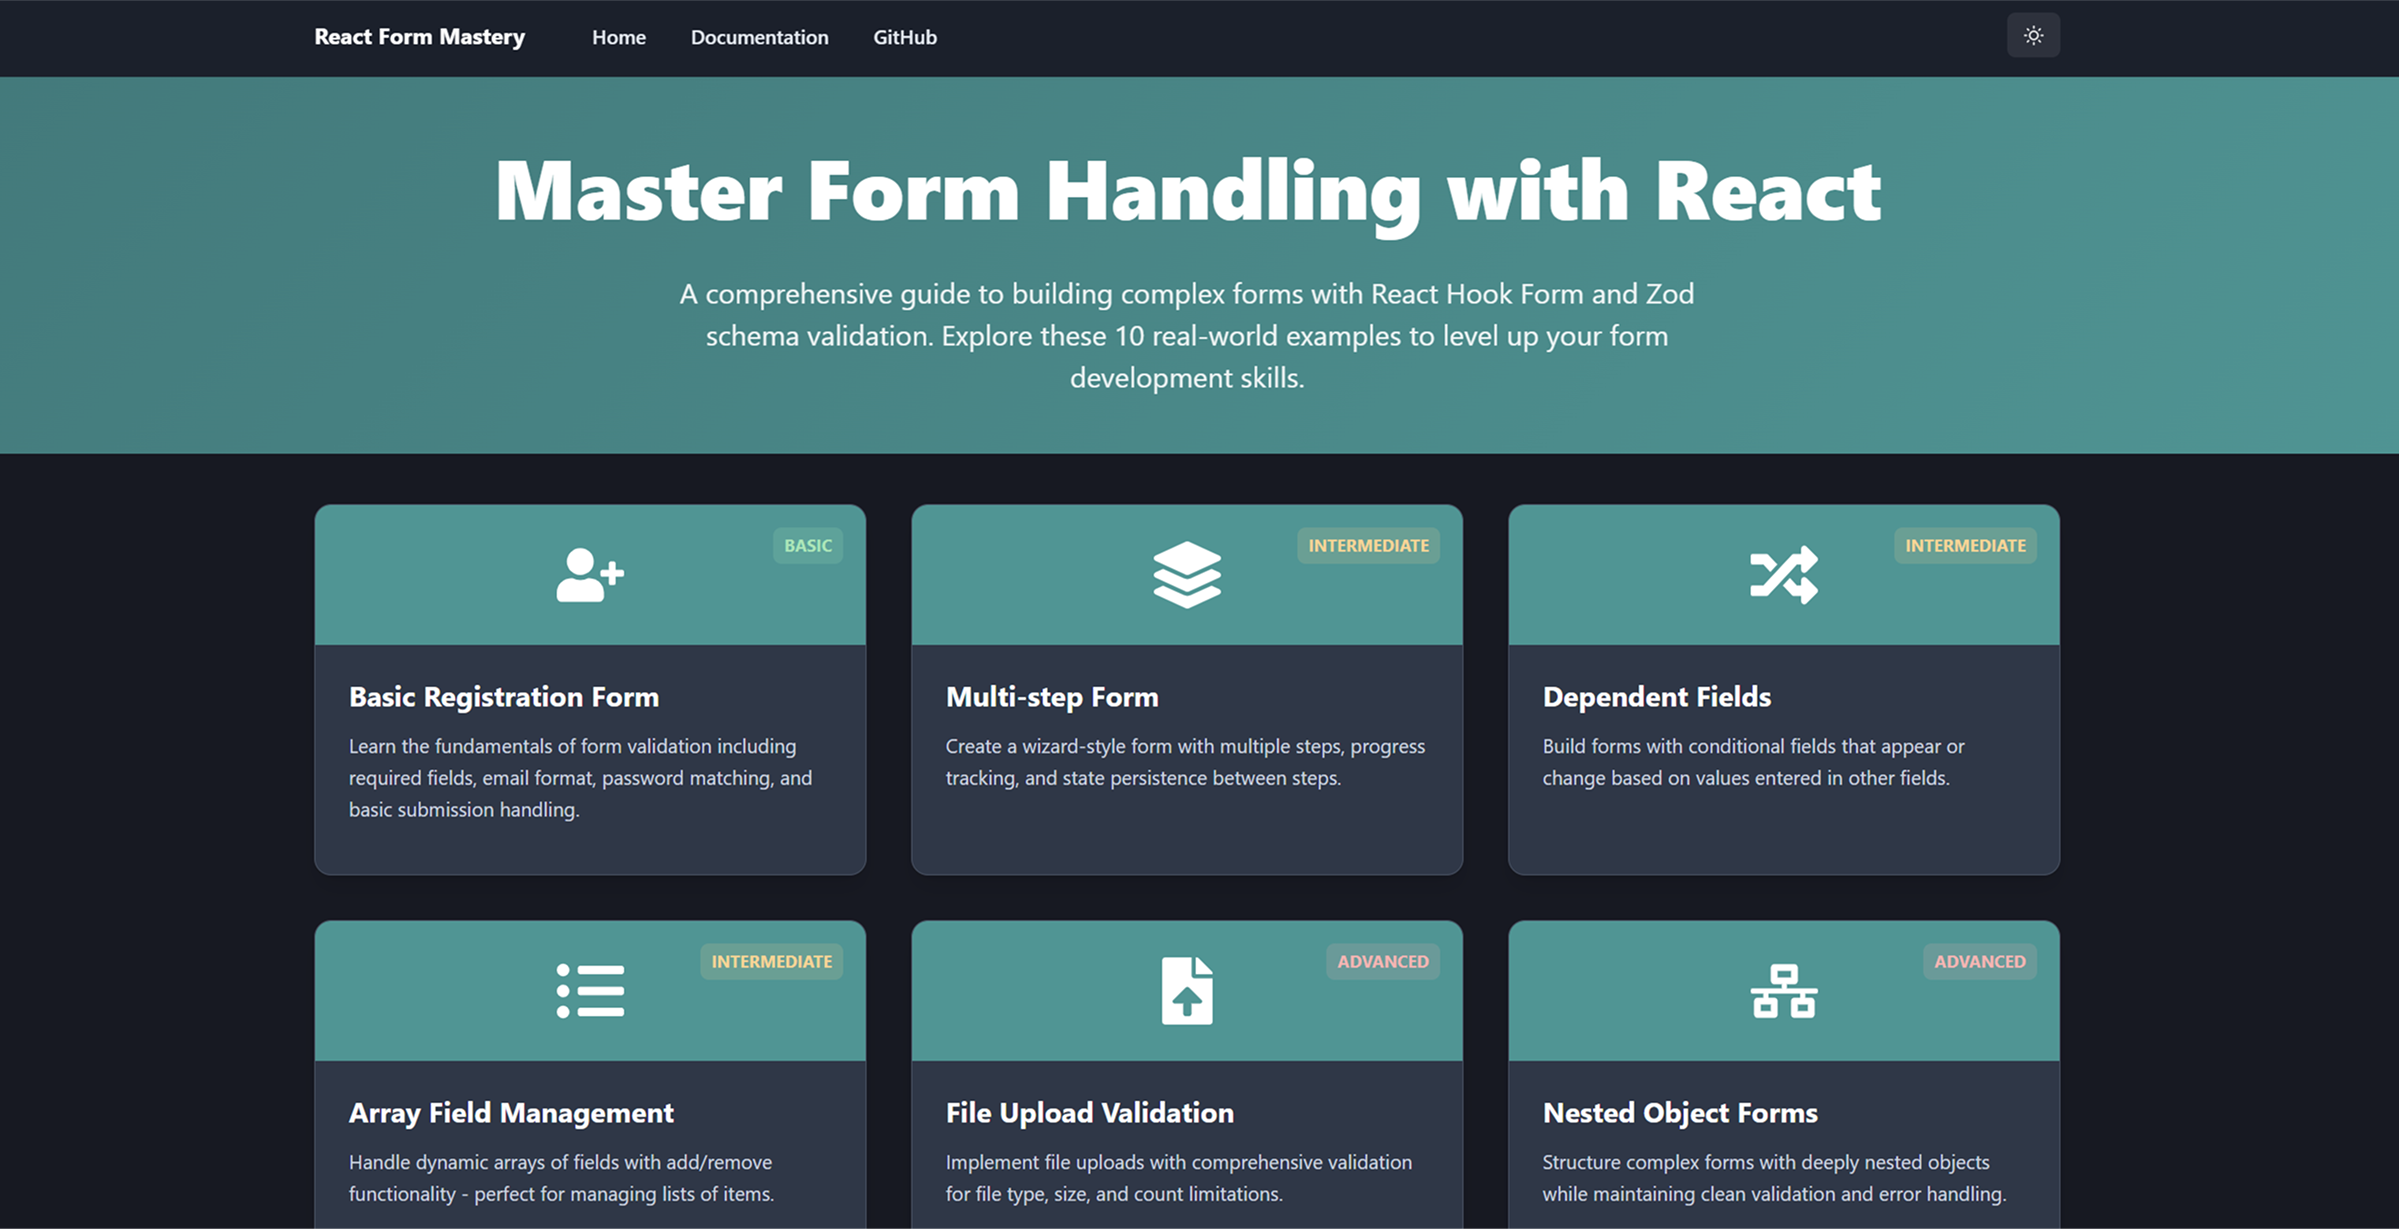 React Form Mastery Home Documentation GitHub
Master Form Handling with React
A comprehensive guide to building complex forms with React Hook Form and Zod
schema validation. Explore these 10 real-world examples to level up your form
development skills.
BASIC
Basic Registration Form
Learn the fundamentals of form validation including
required fields, email format, password matching, and
basic submission handling.
INTERMEDIATE
Multi-step Form
Create a wizard-style form with multiple steps, progress
tracking, and state persistence between steps.
INTERMEDIATE
Dependent Fields
Build forms with conditional fields that appear or
change based on values entered in other fields.
INTERMEDIATE
Array Field Management
Handle dynamic arrays of fields with add/remove
functionality - perfect for managing lists of items.
ADVANCED
File Upload Validation
Implement file uploads with comprehensive validation
for file type, size, and count limitations.
ADVANCED
Nested Object Forms
Structure complex forms with deeply nested objects
while maintaining clean validation and error handling.